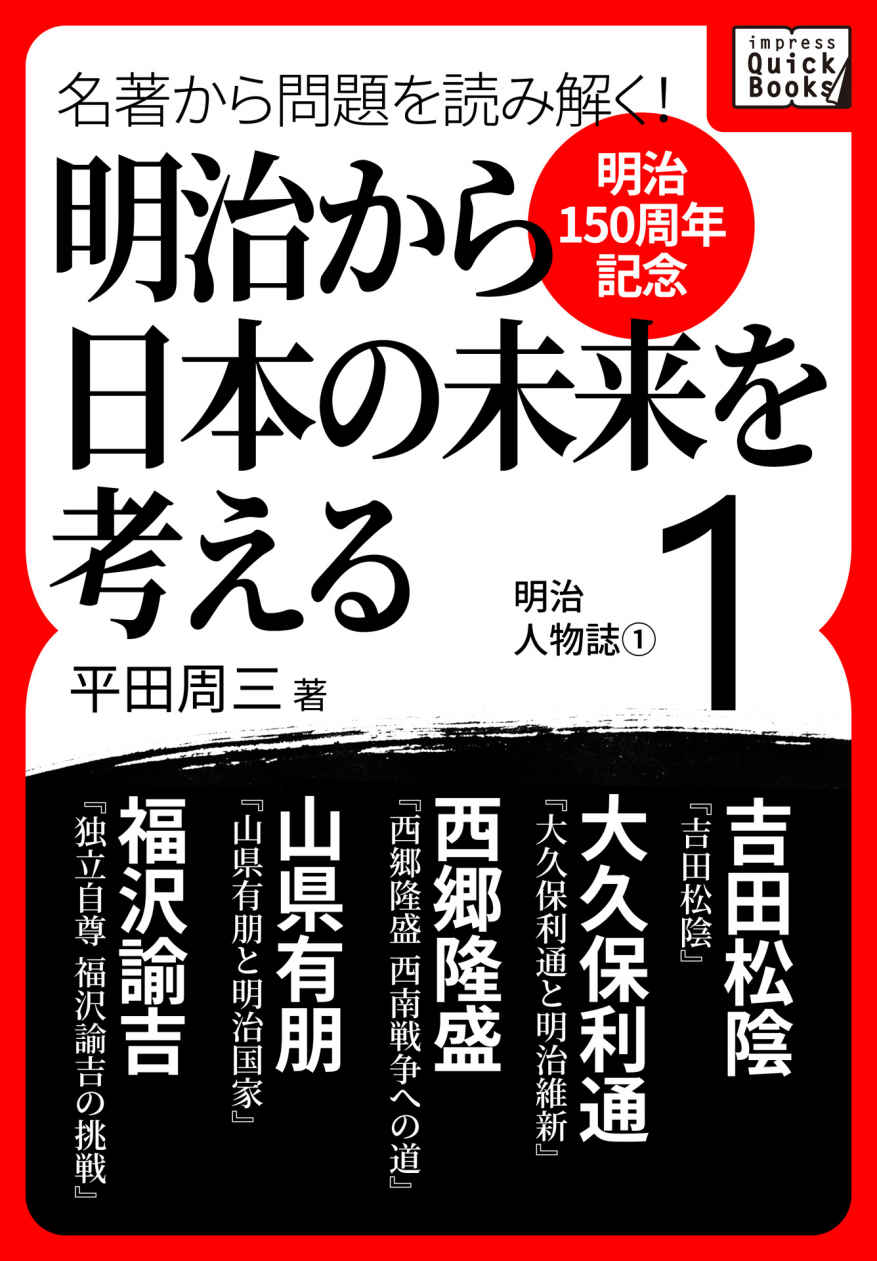 impress
Quick
Books
名著から問題を読み解く!
明治
150周年
記念
明治から
日本の未来を
考える
1
明治
人物誌①
平田周三 著
吉田松陰
『吉田松陰』
大久保利通
『大久保利通と明治維新』
西郷隆盛
『西郷隆盛 西南戦争への道』
山県有朋
『山県有朋と明治国家』
福沢諭吉
『独立自尊 福沢諭吉の挑戦』